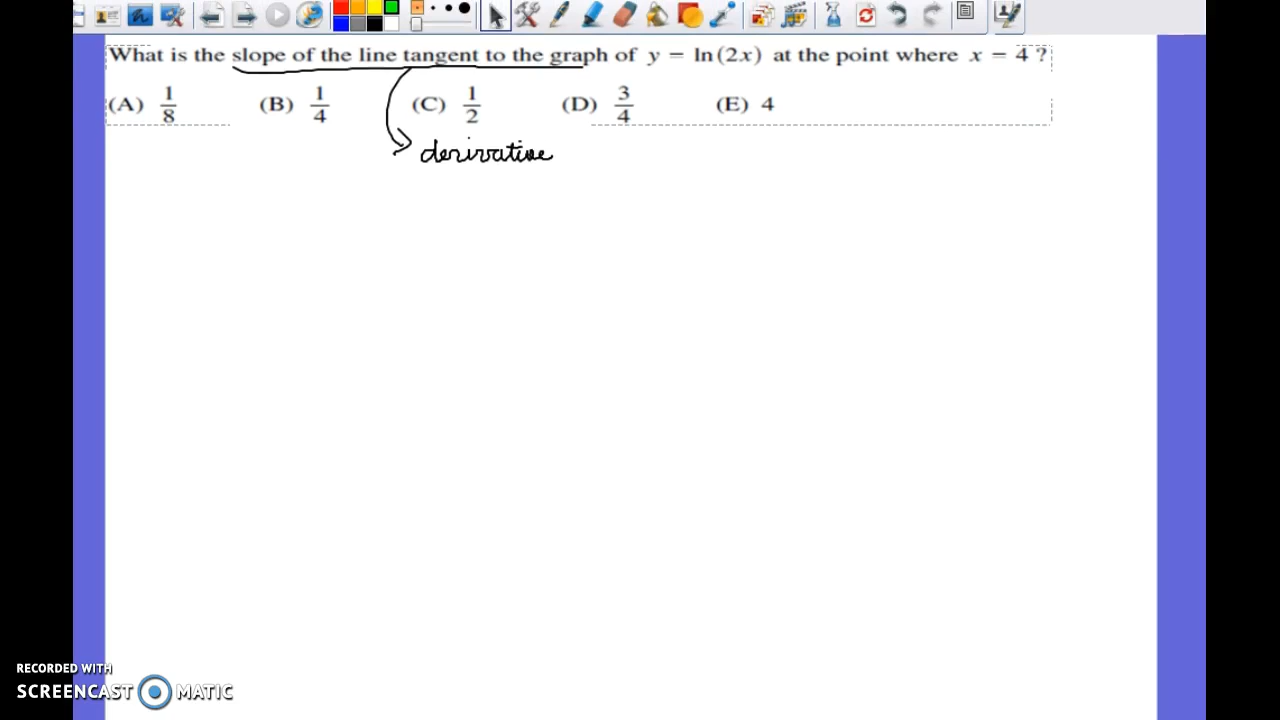 What is the slope of the line tangent to the graph of y = ln(2x) at the point where x = 4 ?
(A) 1/8 (B) 1/4 (C) 1/2 (D) 3/4 (E) 4
derivative
RECORDED WITH
SCREENCAST MATIC